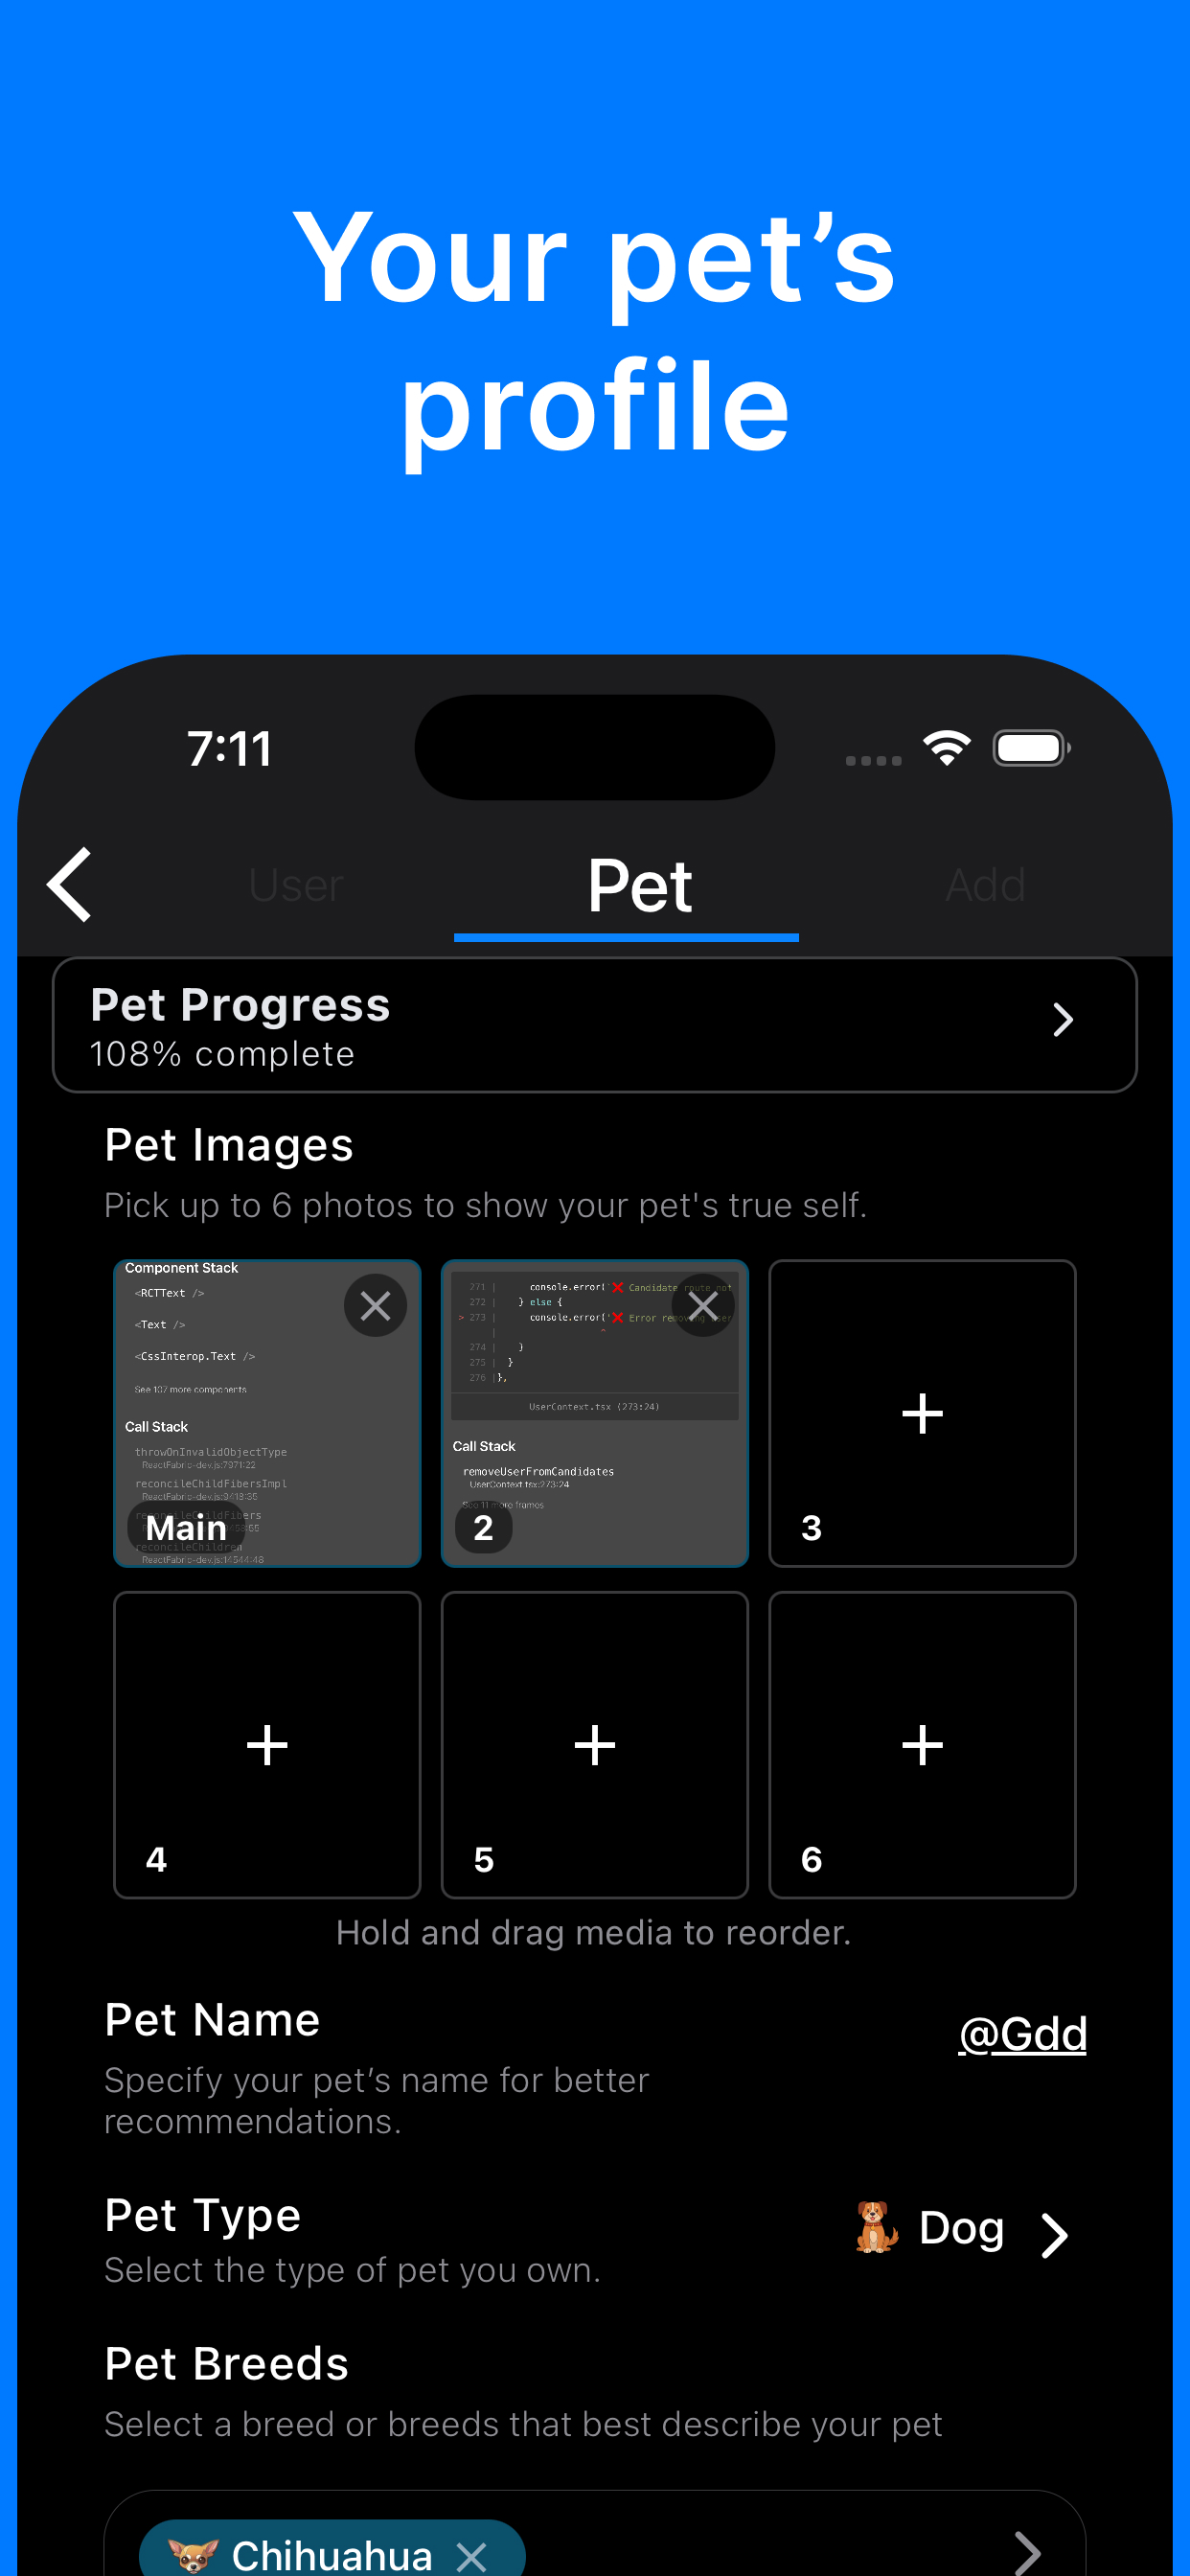 Your pet’s
profile
7:11
User
Pet
Add
Pet Progress
108% complete
Pet Images
Pick up to 6 photos to show your pet's true self.
Component Stack
<RCTText />
<Text />
<CssInterop.Text />
See 107 more components
Call Stack
throwOnInvalidObjectType
ReactFabric-dev.js:7971:22
reconcileChildFibersImpl
ReactFabric-dev.js:9418:35
reconcileChildFibers
Main
reconcileChildren
ReactFabric-dev.js:14544:48
271 | console.error(`❌ Candidate route not
272 | } else {
> 273 | console.error('❌ Error removing user
| ^
274 | }
275 | }
276 | },
UserContext.tsx (273:24)
Call Stack
removeUserFromCandidates
UserContext.tsx:273:24
See 11 more frames
2
3
4
5
6
Hold and drag media to reorder.
Pet Name
@Gdd
Specify your pet’s name for better
recommendations.
Pet Type
Dog
Select the type of pet you own.
Pet Breeds
Select a breed or breeds that best describe your pet
Chihuahua